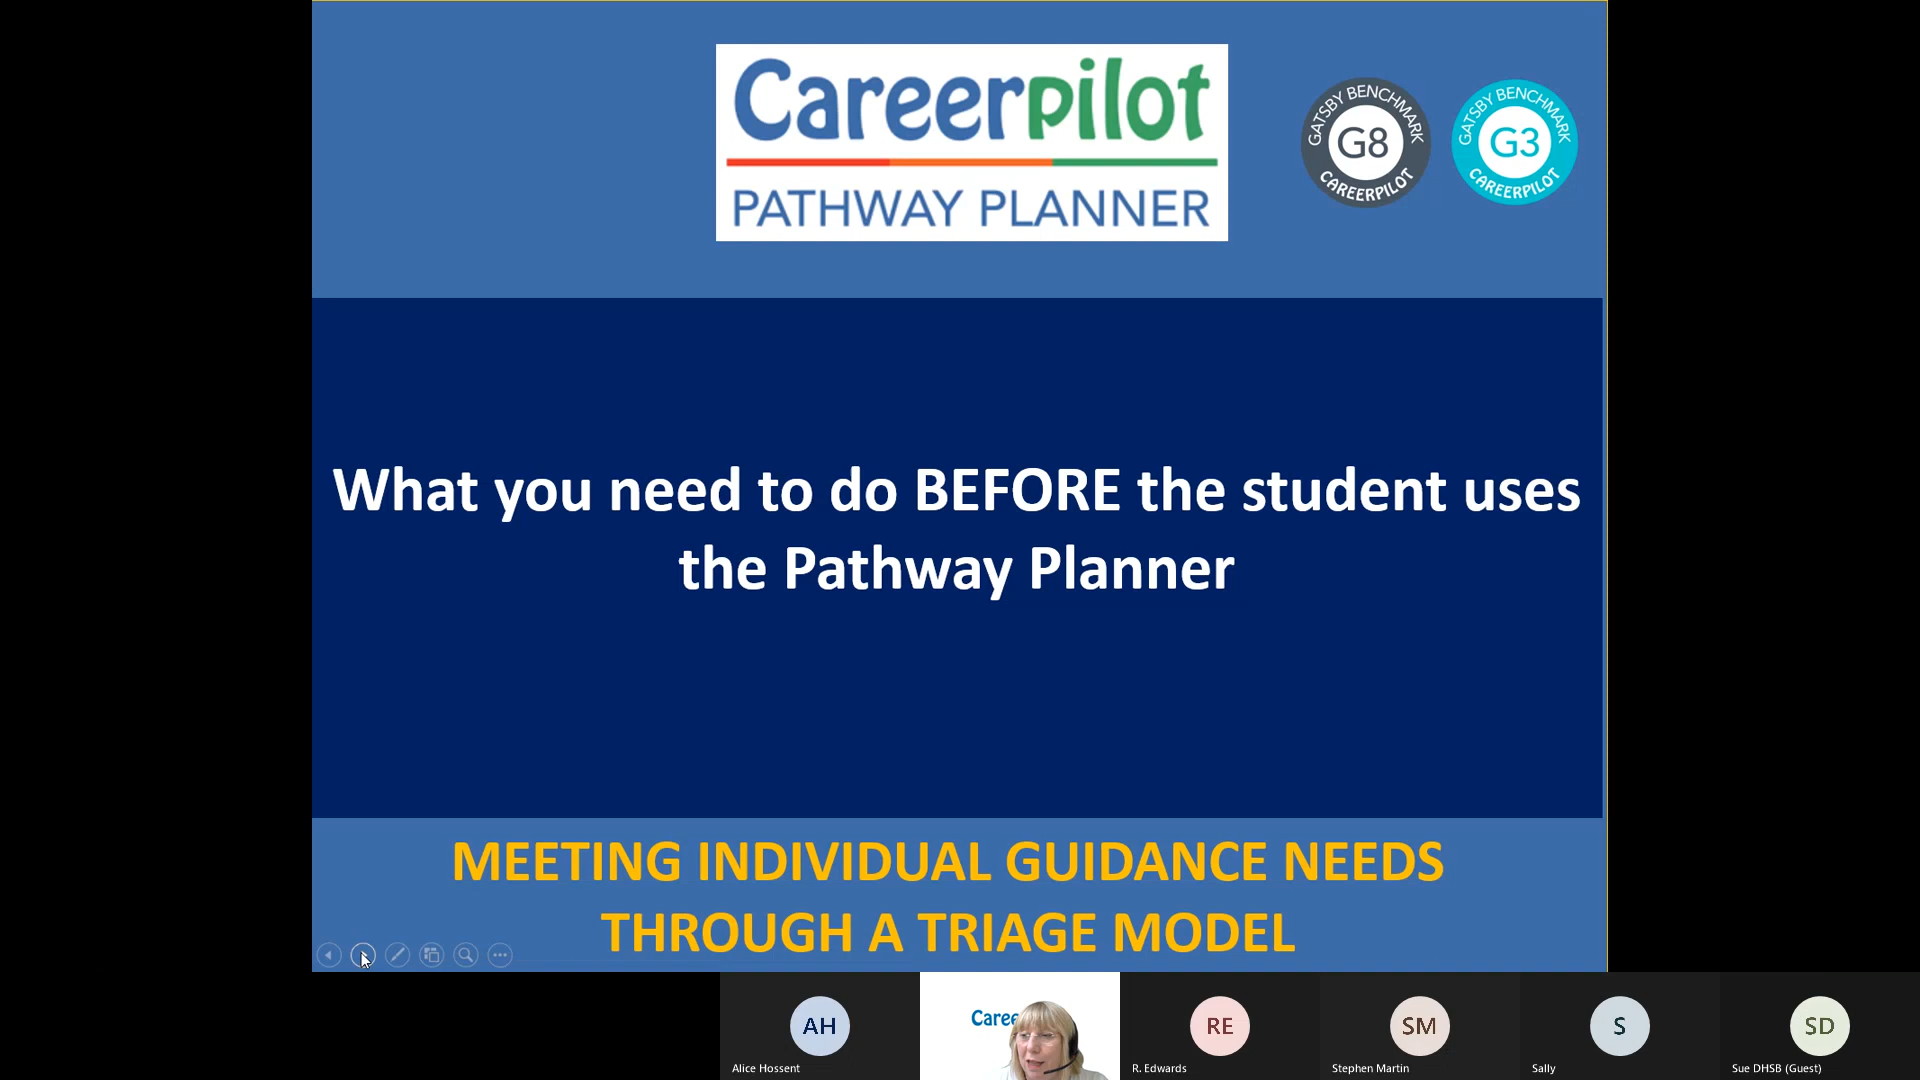 Careerpilot
PATHWAY PLANNER
GATSBY BENCHMARK
G8
CAREERPILOT
GATSBY BENCHMARK
G3
CAREERPILOT
What you need to do BEFORE the student uses
the Pathway Planner
MEETING INDIVIDUAL GUIDANCE NEEDS
THROUGH A TRIAGE MODEL
AH
Alice Hossent
Caree
RE
R. Edwards
SM
Stephen Martin
S
Sally
SD
Sue DHSB (Guest)